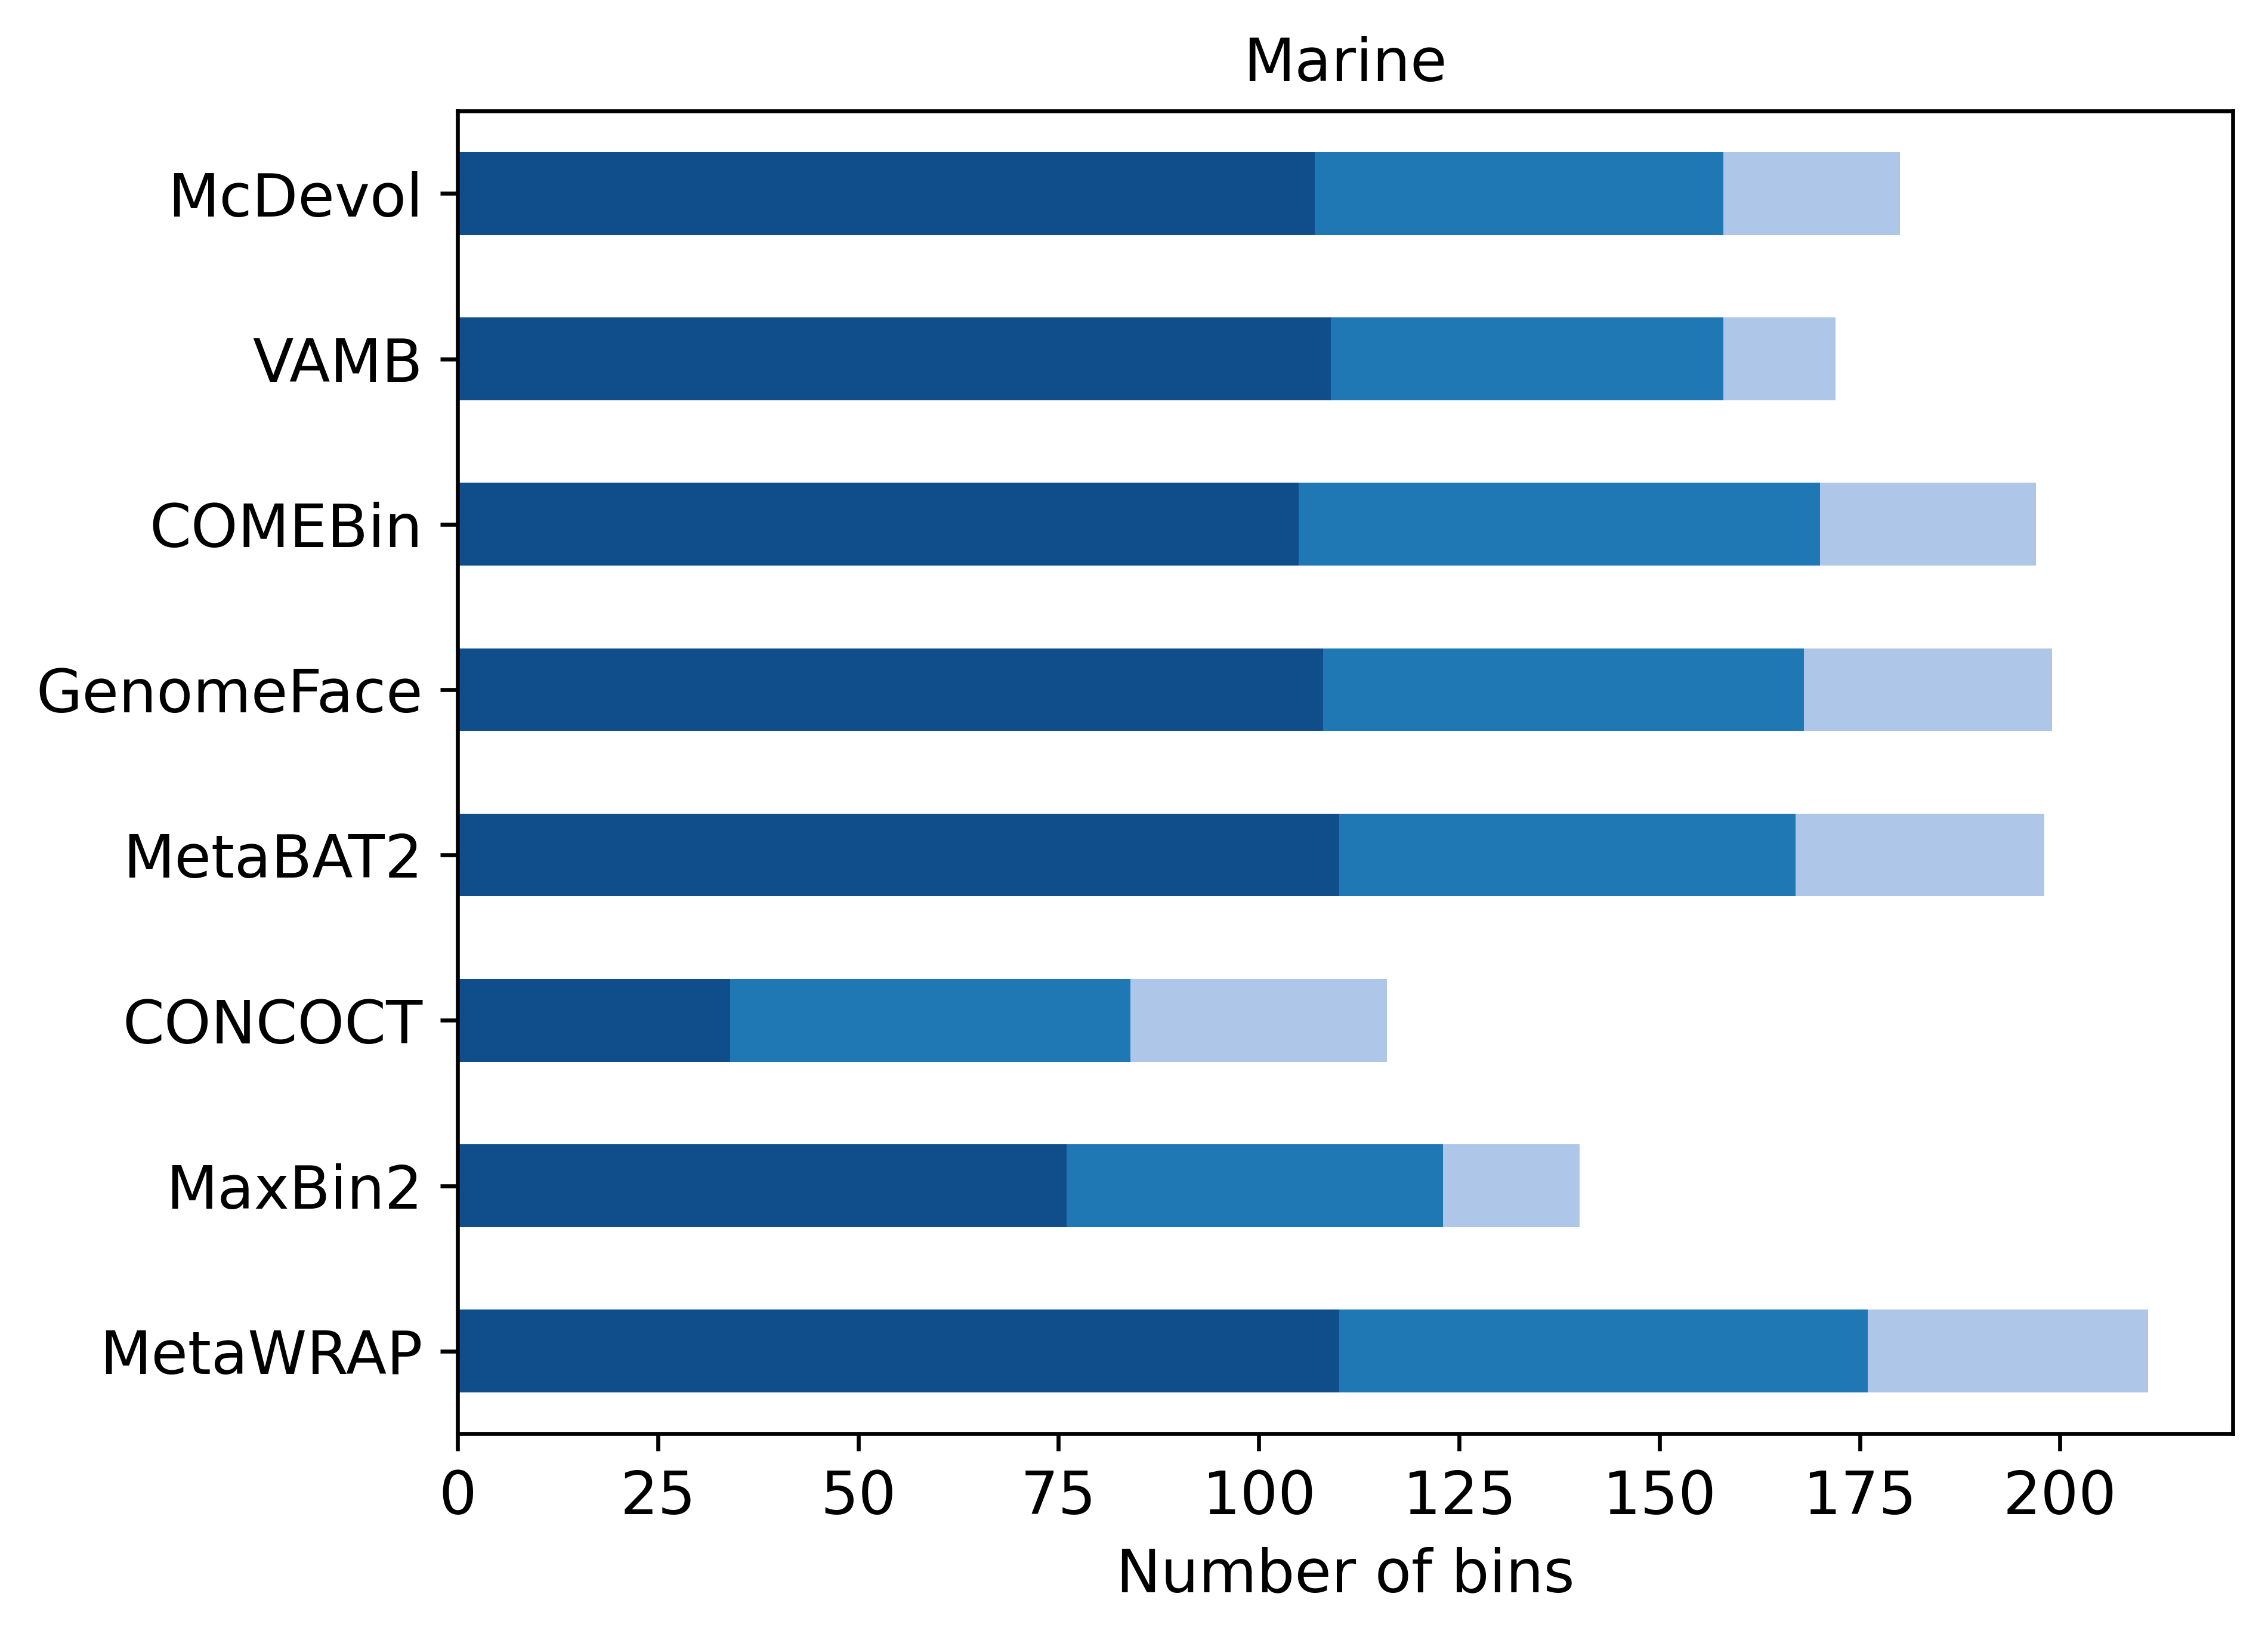 Marine
McDevol
VAMB
COMEBin
GenomeFace
MetaBAT2
CONCOCT
MaxBin2
MetaWRAP
0 25 50 75 100 125 150 175 200
Number of bins